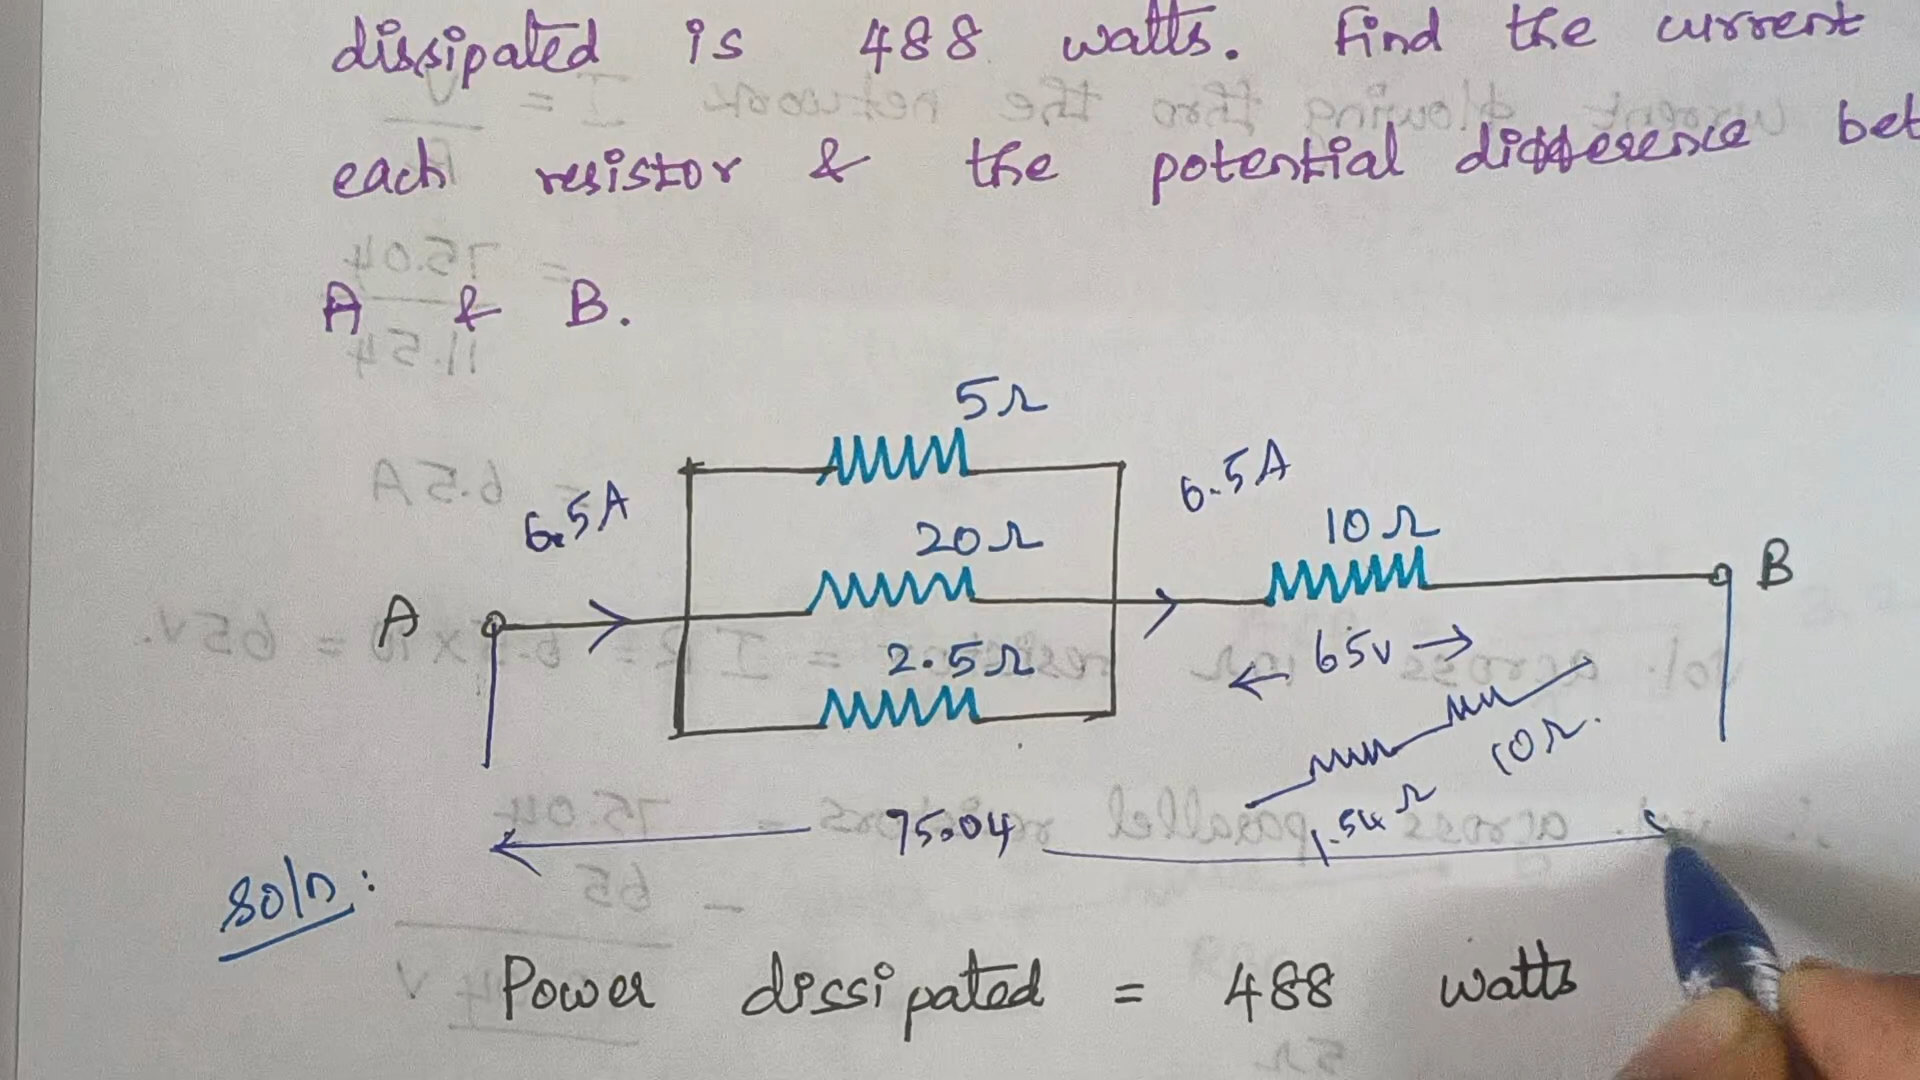 dissipated is 488 watts. Find the current
each resistor & the potential difference bet
A & B.
5Ω
6.5A
6.5A
20Ω
10Ω
A
B
2.5Ω
65v
10Ω.
1.54Ω
75.04
Soln:
Power dissipated = 488 watts